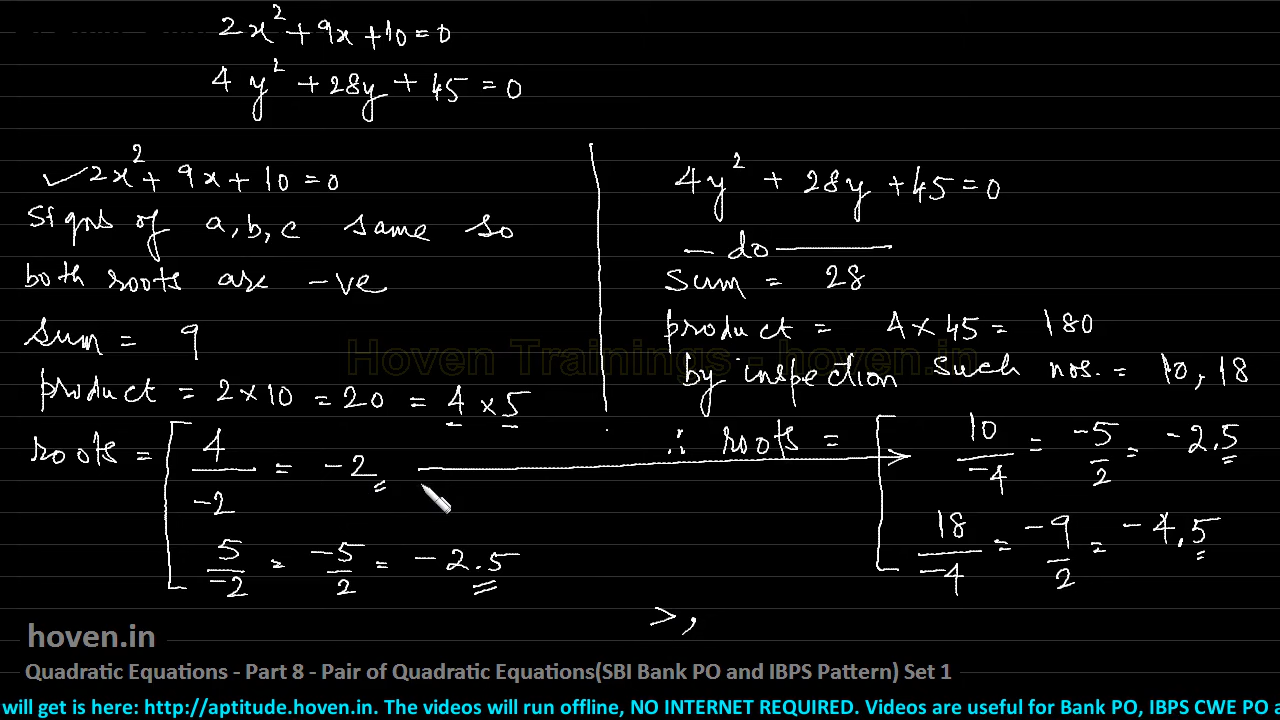 2x² + 9x + 10 = 0
4y² + 28y + 45 = 0
✓ 2x² + 9x + 10 = 0
Signs of a, b, c same so
both roots are -ve
sum = 9
product = 2 × 10 = 20 = 4 × 5
roots = [ 4/-2 = -2
5/-2 = -5/2 = -2.5
4y² + 28y + 45 = 0
— do ———
Sum = 28
product = 4 × 45 = 180
by inspection such nos. = 10, 18
∴ roots = [ 10/-4 = -5/2 = -2.5
18/-4 = -9/2 = -4.5
>,
Hoven Trainings - hoven.in
hoven.in
Quadratic Equations - Part 8 - Pair of Quadratic Equations(SBI Bank PO and IBPS Pattern) Set 1
will get is here: http://aptitude.hoven.in. The videos will run offline, NO INTERNET REQUIRED. Videos are useful for Bank PO, IBPS CWE PO a